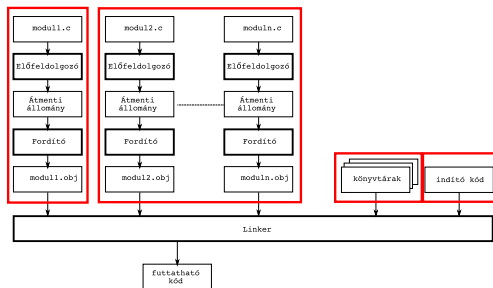 modul1.c
modul2.c
moduln.c
Előfeldolgozó
Előfeldolgozó
Előfeldolgozó
Átmenti
állomány
Átmenti
állomány
Átmenti
állomány
Fordító
Fordító
Fordító
modul1.obj
modul2.obj
moduln.obj
könyvtárak
indító kód
Linker
futtatható
kód